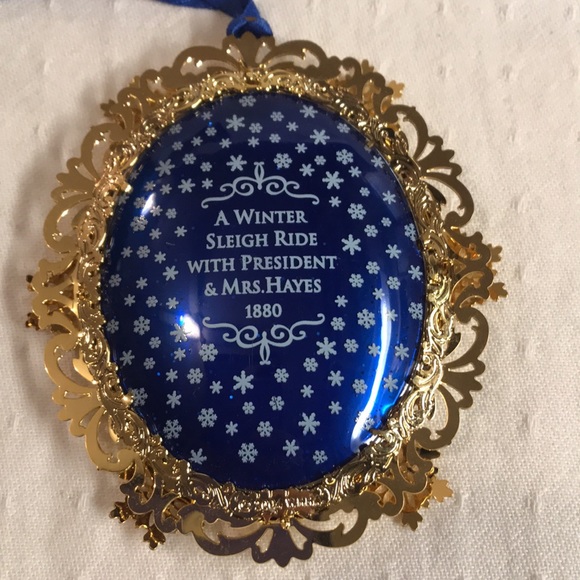 A Winter
Sleigh Ride
with President
& Mrs. Hayes
1880